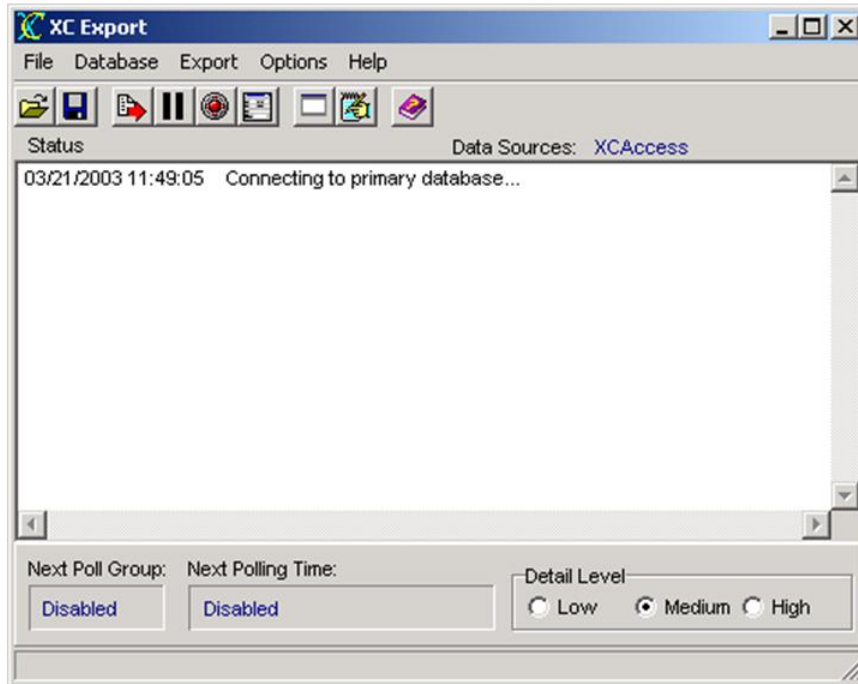 XC Export
File Database Export Options Help
Status Data Sources: XCAccess
03/21/2003 11:49:05 Connecting to primary database...
Next Poll Group: Next Polling Time: Detail Level
Disabled Disabled Low Medium High